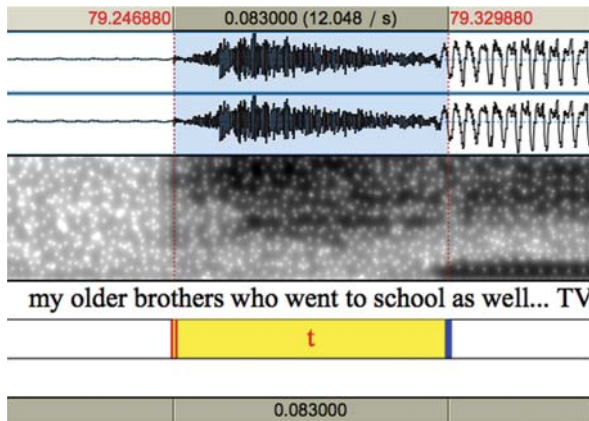 79.246880 0.083000 (12.048 / s) 79.329880
my older brothers who went to school as well... TV
t
0.083000